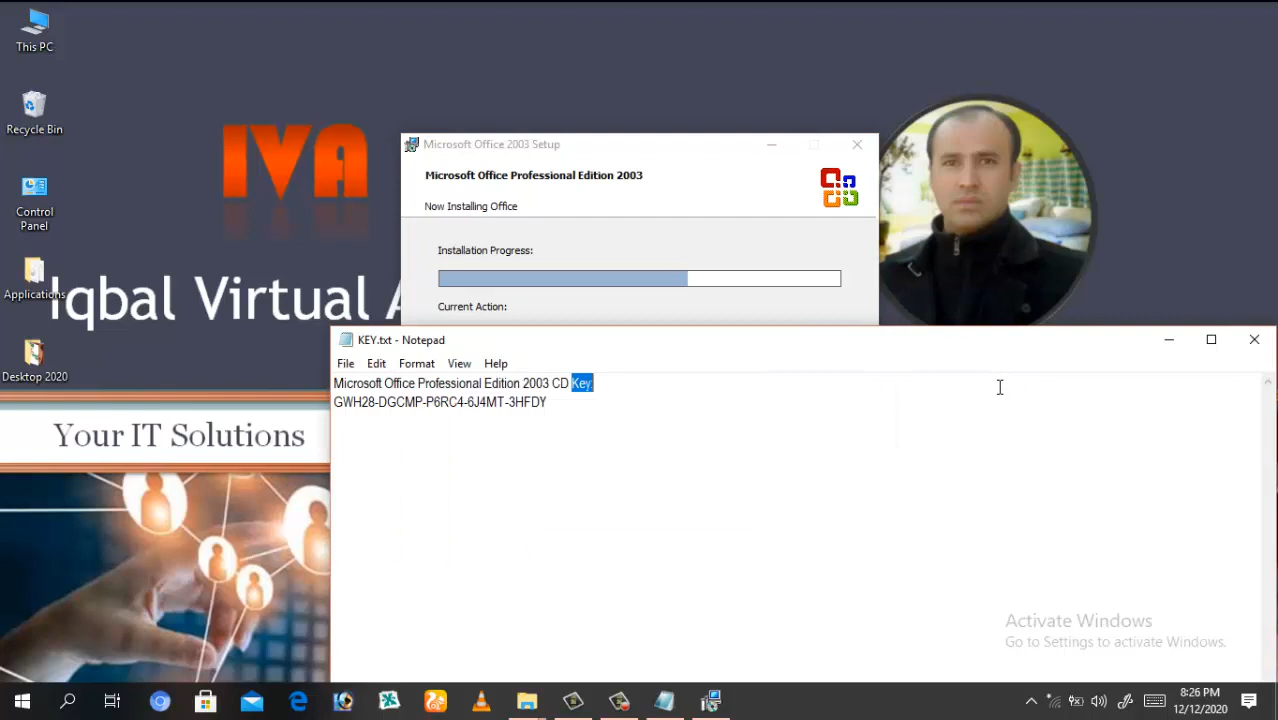 This PC
Recycle Bin
Control
Panel
Applications
Desktop 2020
IVA
Iqbal Virtual A
Your IT Solutions
Microsoft Office 2003 Setup
Microsoft Office Professional Edition 2003
Now Installing Office
Installation Progress:
Current Action:
KEY.txt - Notepad
File Edit Format View Help
Microsoft Office Professional Edition 2003 CD Key:
GWH28-DGCMP-P6RC4-6J4MT-3HFDY
Activate Windows
Go to Settings to activate Windows.
8:26 PM
12/12/2020